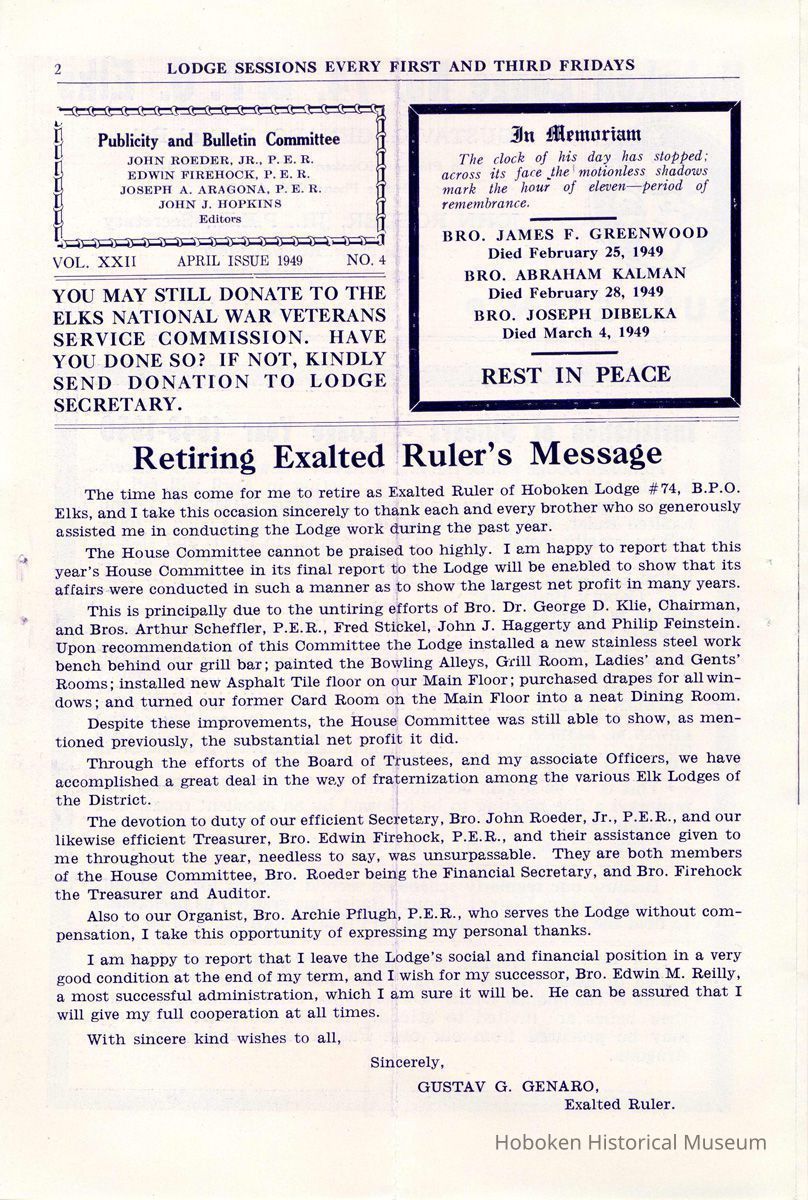 2
LODGE SESSIONS EVERY FIRST AND THIRD FRIDAYS
Publicity and Bulletin Committee
JOHN ROEDER, JR., P. E. R.
EDWIN FIREHOCK, P. E. R.
JOSEPH A. ARAGONA, P. E. R.
JOHN J. HOPKINS
Editors
VOL. XXII APRIL ISSUE 1949 NO. 4
YOU MAY STILL DONATE TO THE
ELKS NATIONAL WAR VETERANS
SERVICE COMMISSION. HAVE
YOU DONE SO? IF NOT, KINDLY
SEND DONATION TO LODGE
SECRETARY.
In Memoriam
The clock of his day has stopped;
across its face the motionless shadows
mark the hour of eleven—period of
remembrance.
BRO. JAMES F. GREENWOOD
Died February 25, 1949
BRO. ABRAHAM KALMAN
Died February 28, 1949
BRO. JOSEPH DIBELKA
Died March 4, 1949
REST IN PEACE
Retiring Exalted Ruler's Message
The time has come for me to retire as Exalted Ruler of Hoboken Lodge #74, B.P.O.
Elks, and I take this occasion sincerely to thank each and every brother who so generously
assisted me in conducting the Lodge work during the past year.
The House Committee cannot be praised too highly. I am happy to report that this
year's House Committee in its final report to the Lodge will be enabled to show that its
affairs were conducted in such a manner as to show the largest net profit in many years.
This is principally due to the untiring efforts of Bro. Dr. George D. Klie, Chairman,
and Bros. Arthur Scheffler, P.E.R., Fred Stickel, John J. Haggerty and Philip Feinstein.
Upon recommendation of this Committee the Lodge installed a new stainless steel work
bench behind our grill bar; painted the Bowling Alleys, Grill Room, Ladies' and Gents'
Rooms; installed new Asphalt Tile floor on our Main Floor; purchased drapes for all win-
dows; and turned our former Card Room on the Main Floor into a neat Dining Room.
Despite these improvements, the House Committee was still able to show, as men-
tioned previously, the substantial net profit it did.
Through the efforts of the Board of Trustees, and my associate Officers, we have
accomplished a great deal in the way of fraternization among the various Elk Lodges of
the District.
The devotion to duty of our efficient Secretary, Bro. John Roeder, Jr., P.E.R., and our
likewise efficient Treasurer, Bro. Edwin Firehock, P.E.R., and their assistance given to
me throughout the year, needless to say, was unsurpassable. They are both members
of the House Committee, Bro. Roeder being the Financial Secretary, and Bro. Firehock
the Treasurer and Auditor.
Also to our Organist, Bro. Archie Pflugh, P.E.R., who serves the Lodge without com-
pensation, I take this opportunity of expressing my personal thanks.
I am happy to report that I leave the Lodge's social and financial position in a very
good condition at the end of my term, and I wish for my successor, Bro. Edwin M. Reilly,
a most successful administration, which I am sure it will be. He can be assured that I
will give my full cooperation at all times.
With sincere kind wishes to all,
Sincerely,
GUSTAV G. GENARO,
Exalted Ruler.
Hoboken Historical Museum